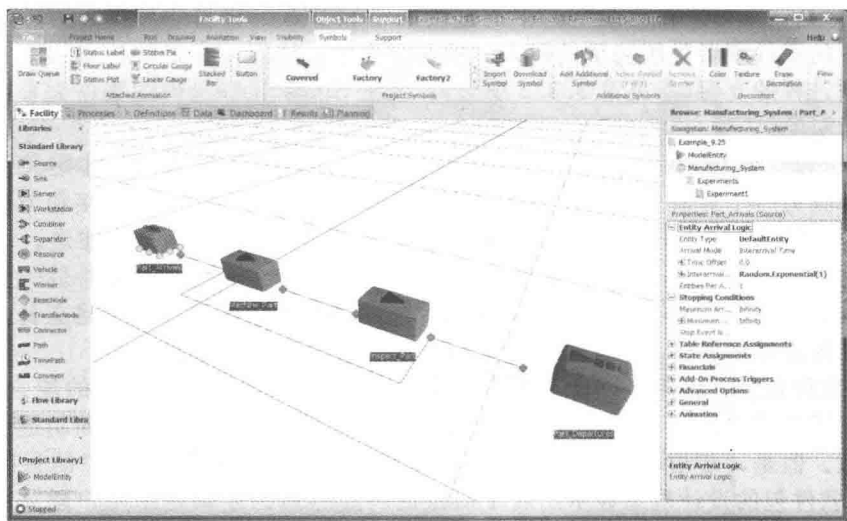 Facility Tools
Object Tools
Support
Project Home
Run
Drawing
Animation
View
Visibility
Symbols
Support
Help
Draw Queue
Status Label
Status Pie
Floor Label
Circular Gauge
Status Plot
Linear Gauge
Stacked Bar
Button
Attached Animation
Covered
Factory
Factory2
Project Symbols
Import Symbol
Download Symbol
Add Additional Symbol
Additional Symbols
Color
Texture
Erase Decoration
View
Decoration
Facility
Processes
Definitions
Data
Dashboard
Results
Planning
Libraries
Standard Library
Source
Sink
Server
Workstation
Combiner
Separator
Resource
Vehicle
Worker
BasicNode
TransferNode
Connector
Path
TimePath
Conveyor
Flow Library
Standard Libra
[Project Library]
ModelEntity
Stopped
Part_Arrivals
Machine_Part
Inspect_Part
Part_Departures
Browse: Manufacturing_System : Part_A
Navigation: Manufacturing_System
Example_9.25
ModelEntity
Manufacturing_System
Experiments
Experiment1
Properties: Part_Arrivals (Source)
Entity Arrival Logic
Entity Type DefaultEntity
Arrival Mode Interarrival Time
Time Offset 0.0
Interarrival... Random.Exponential(1)
Entities Per A... 1
Stopping Conditions
Maximum Arr... Infinity
Maximum ... Infinity
Stop Event N...
Table Reference Assignments
State Assignments
Financials
Add-On Process Triggers
Advanced Options
General
Animation
Entity Arrival Logic
Entity Arrival Logic